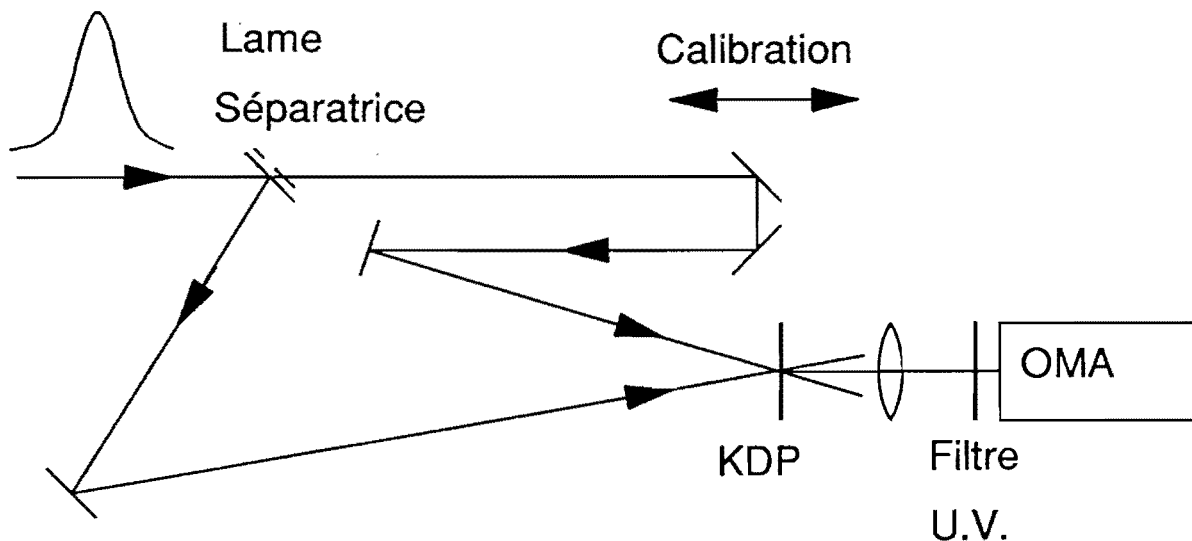 Lame
Séparatrice
Calibration
OMA
KDP
Filtre
U.V.